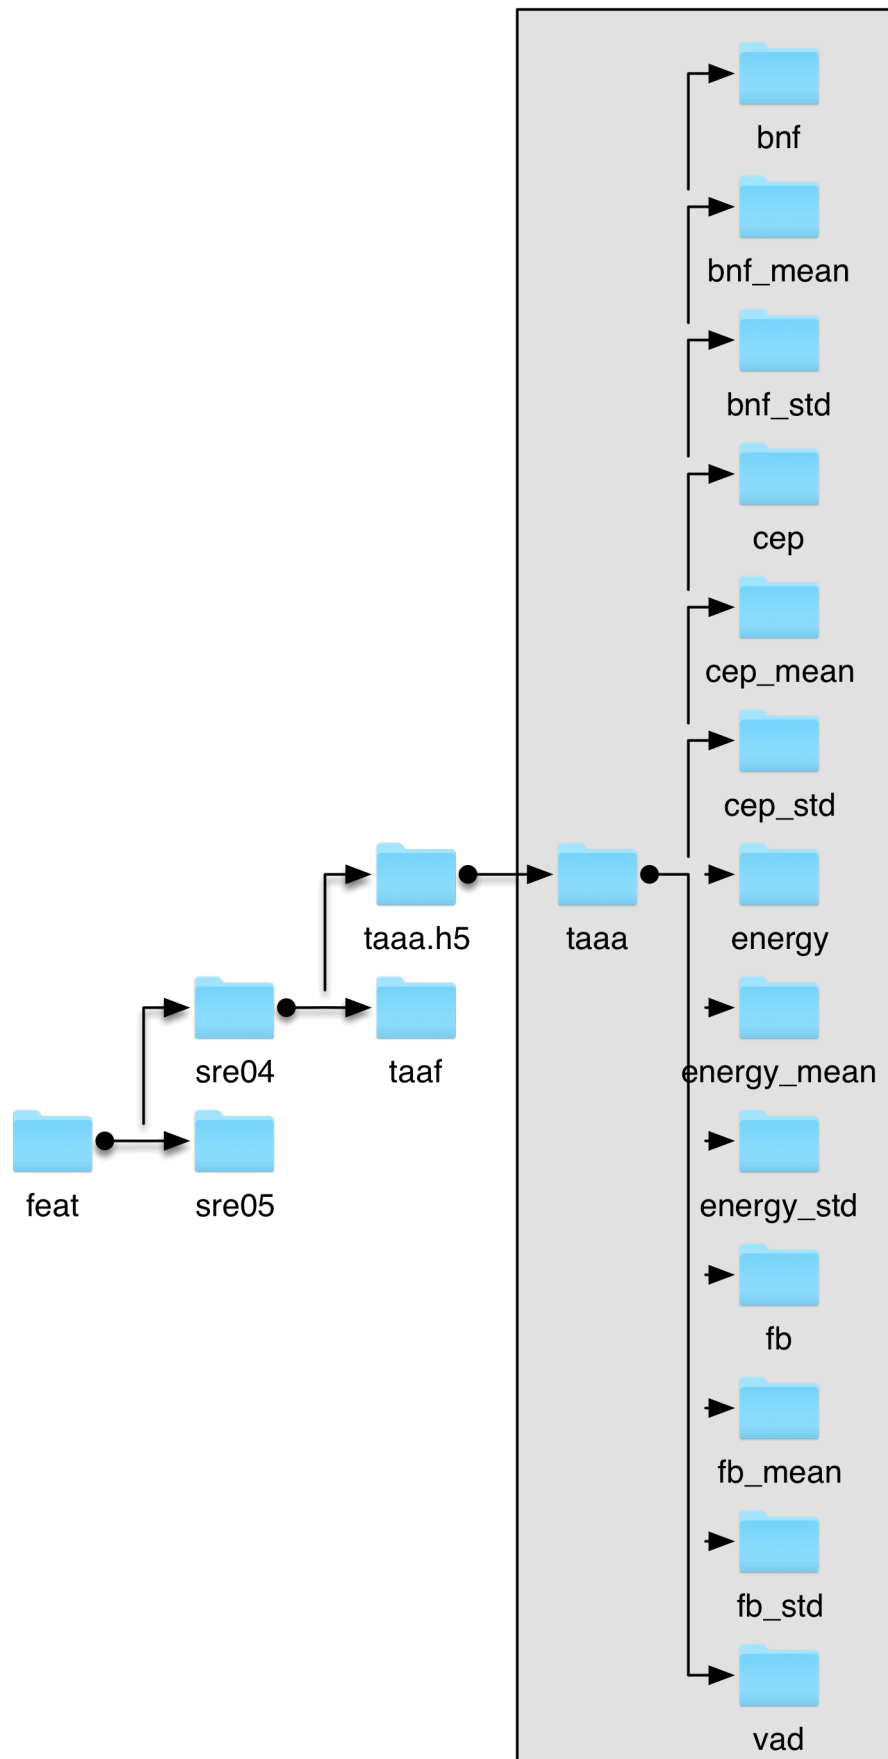 bnf
bnf_mean
bnf_std
cep
cep_mean
cep_std
taaa.h5
taaa
energy
sre04
taaf
energy_mean
feat
sre05
energy_std
fb
fb_mean
fb_std
vad